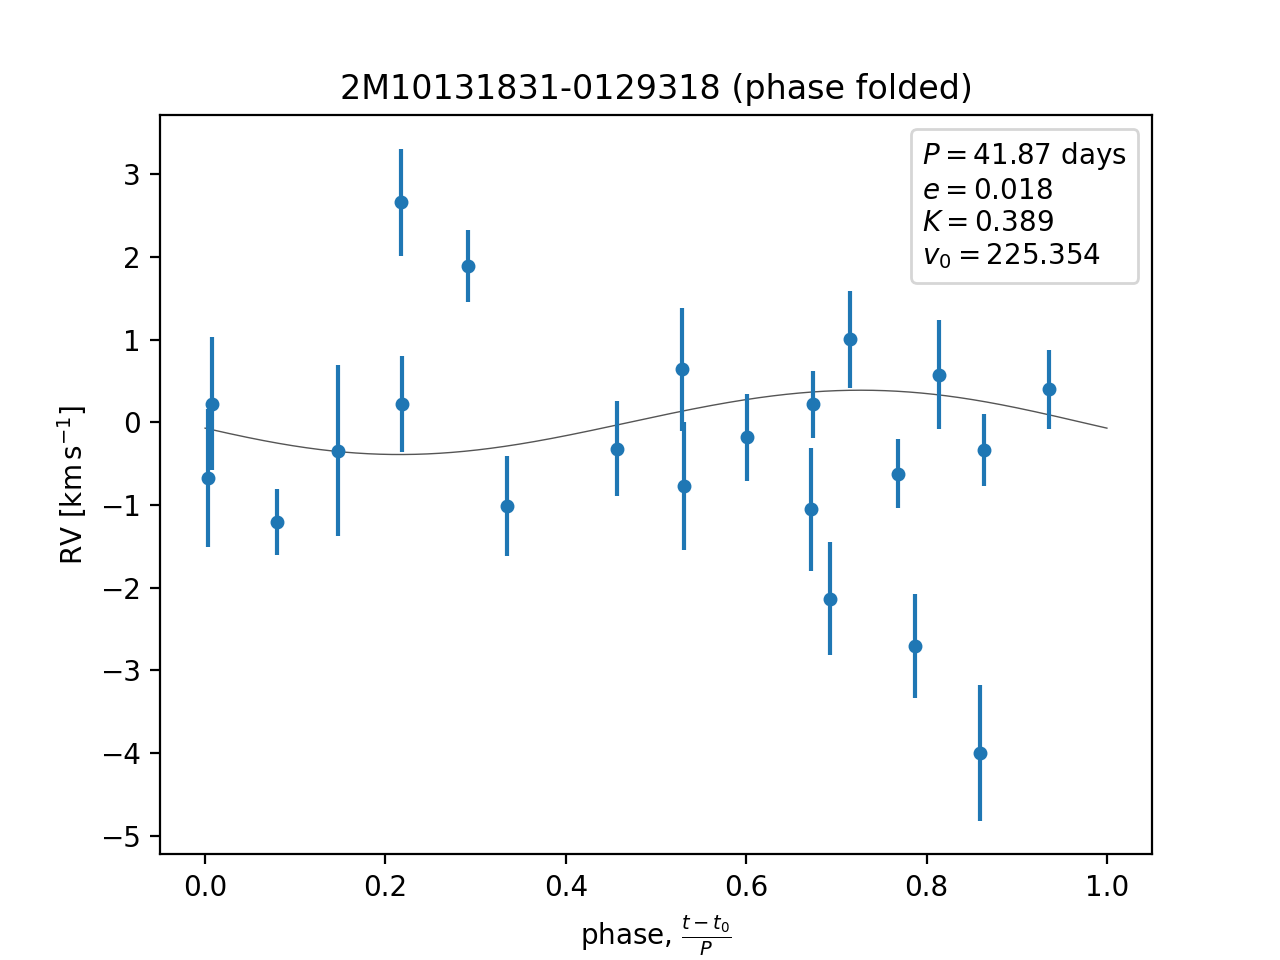 2M10131831-0129318 (phase folded)
P = 41.87 days
e = 0.018
K = 0.389
v₀ = 225.354
RV [km s⁻¹]
3
2
1
0
−1
−2
−3
−4
−5
0.0 0.2 0.4 0.6 0.8 1.0
phase, (t − t₀)/P